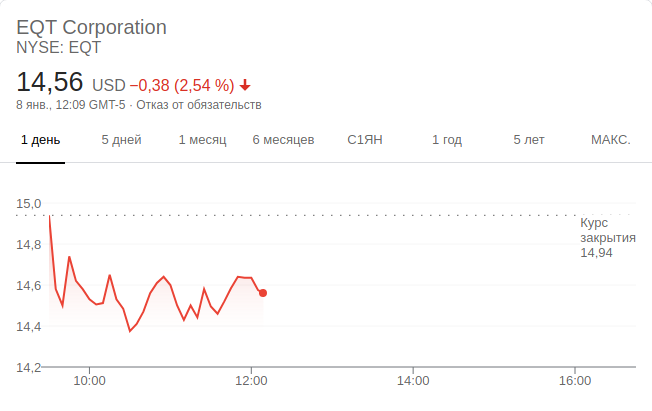 EQT Corporation
NYSE: EQT
14,56 USD −0,38 (2,54 %)
8 янв., 12:09 GMT-5 · Отказ от обязательств
1 день 5 дней 1 месяц 6 месяцев С1ЯН 1 год 5 лет МАКС.
15,0
Курс
закрытия
14,94
14,8
14,6
14,4
14,2
10:00 12:00 14:00 16:00